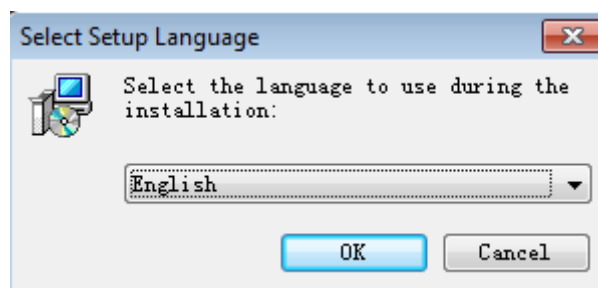 Select Setup Language
Select the language to use during the
installation:
English
OK
Cancel